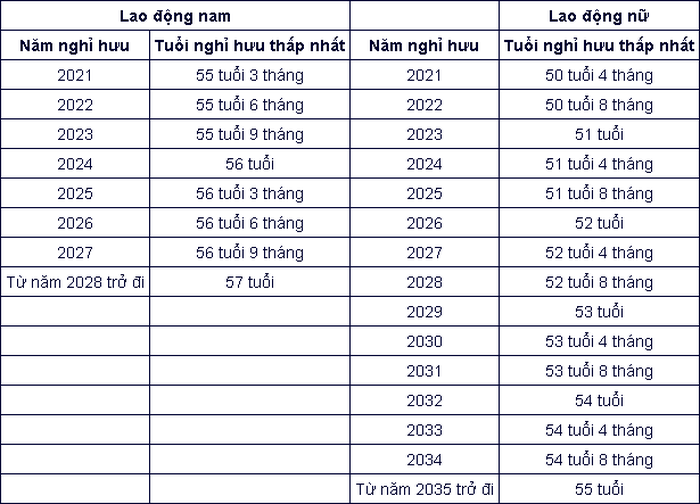 Lao động nam Lao động nữ
Năm nghỉ hưu Tuổi nghỉ hưu thấp nhất Năm nghỉ hưu Tuổi nghỉ hưu thấp nhất
2021 55 tuổi 3 tháng 2021 50 tuổi 4 tháng
2022 55 tuổi 6 tháng 2022 50 tuổi 8 tháng
2023 55 tuổi 9 tháng 2023 51 tuổi
2024 56 tuổi 2024 51 tuổi 4 tháng
2025 56 tuổi 3 tháng 2025 51 tuổi 8 tháng
2026 56 tuổi 6 tháng 2026 52 tuổi
2027 56 tuổi 9 tháng 2027 52 tuổi 4 tháng
Từ năm 2028 trở đi 57 tuổi 2028 52 tuổi 8 tháng
2029 53 tuổi
2030 53 tuổi 4 tháng
2031 53 tuổi 8 tháng
2032 54 tuổi
2033 54 tuổi 4 tháng
2034 54 tuổi 8 tháng
Từ năm 2035 trở đi 55 tuổi